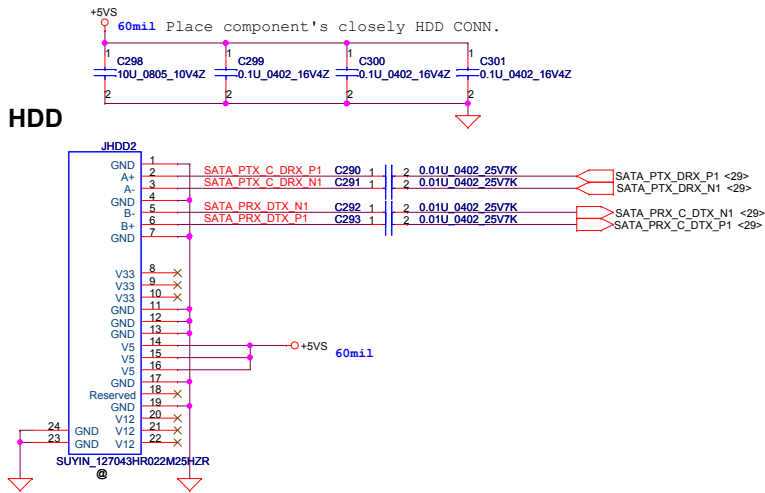 +5VS
60mil Place component's closely HDD CONN.
1 C298 10U_0805_10V4Z 2
1 C299 0.1U_0402_16V4Z 2
1 C300 0.1U_0402_16V4Z 2
1 C301 0.1U_0402_16V4Z 2
HDD
JHDD2
GND 1
A+ 2 SATA_PTX_C_DRX_P1 C290 1 2 0.01U_0402_25V7K SATA_PTX_DRX_P1 <29>
A- 3 SATA_PTX_C_DRX_N1 C291 1 2 0.01U_0402_25V7K SATA_PTX_DRX_N1 <29>
GND 4
B- 5 SATA_PRX_DTX_N1 C292 1 2 0.01U_0402_25V7K SATA_PRX_C_DTX_N1 <29>
B+ 6 SATA_PRX_DTX_P1 C293 1 2 0.01U_0402_25V7K SATA_PRX_C_DTX_P1 <29>
GND 7
V33 8
V33 9
V33 10
GND 11
GND 12
GND 13
V5 14 +5VS
V5 15 60mil
V5 16
GND 17
Reserved 18
GND 19
V12 20
24 GND V12 21
23 GND V12 22
SUYIN_127043HR022M25HZR
@